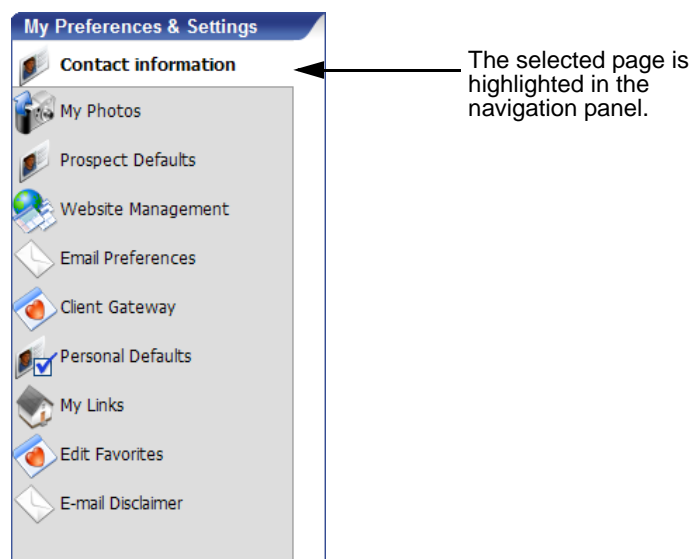 My Preferences & Settings
Contact information
My Photos
Prospect Defaults
Website Management
Email Preferences
Client Gateway
Personal Defaults
My Links
Edit Favorites
E-mail Disclaimer
The selected page is
highlighted in the
navigation panel.